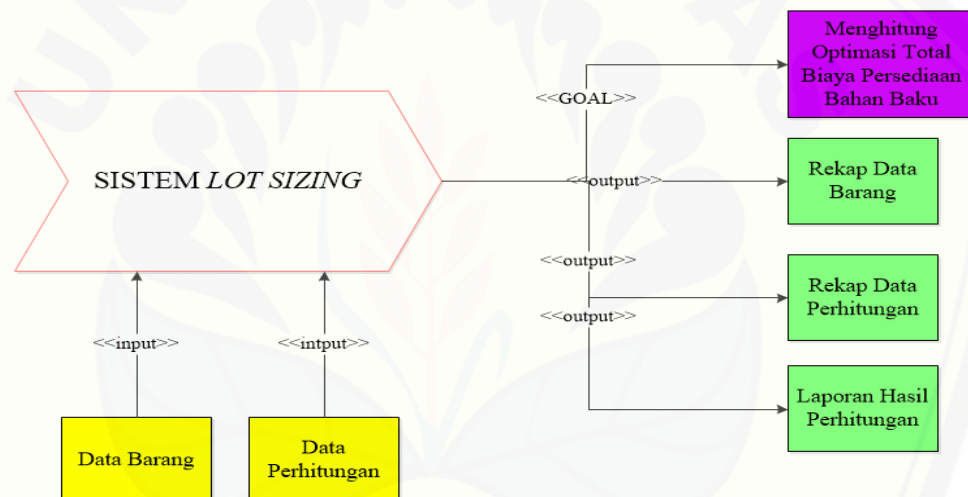 Menghitung
Optimasi Total
Biaya Persediaan
Bahan Baku
<<GOAL>>
SISTEM LOT SIZING
<<output>>
Rekap Data
Barang
<<output>>
Rekap Data
Perhitungan
<<output>>
<<input>>
<<intput>>
Laporan Hasil
Perhitungan
Data Barang
Data
Perhitungan